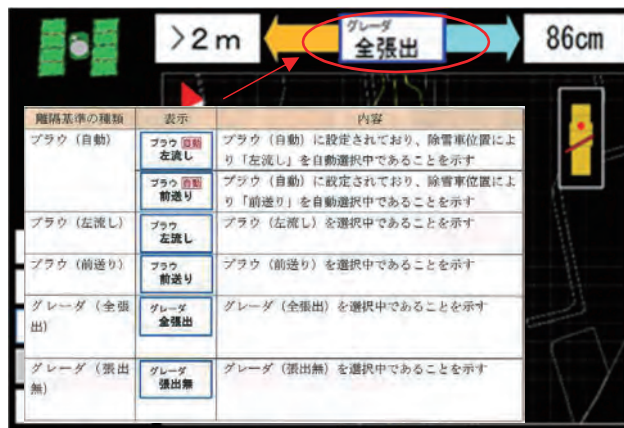 >2m
グレーダ
全張出
86cm
離隔基準の種類 表示 内容
プラウ（自動） プラウ 自動 左流し プラウ（自動）に設定されており、除雪車位置によ
り「左流し」を自動選択中であることを示す
プラウ 自動 前送り プラウ（自動）に設定されており、除雪車位置によ
り「前送り」を自動選択中であることを示す
プラウ（左流し） プラウ 左流し プラウ（左流し）を選択中であることを示す
プラウ（前送り） プラウ 前送り プラウ（前送り）を選択中であることを示す
グレーダ（全張
出） グレーダ 全張出 グレーダ（全張出）を選択中であることを示す
グレーダ（張出
無） グレーダ 張出無 グレーダ（張出無）を選択中であることを示す